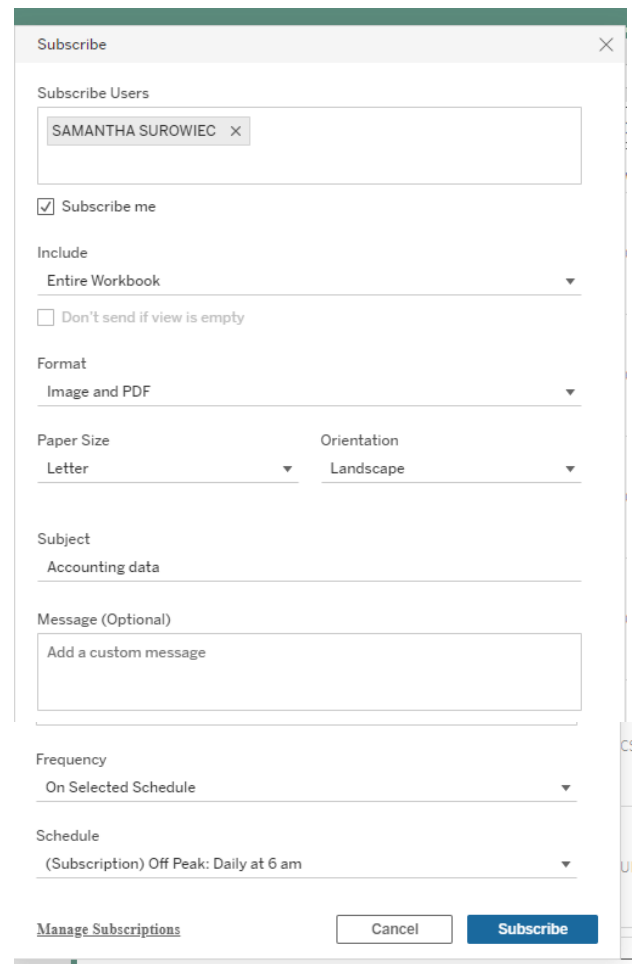 Subscribe
Subscribe Users
SAMANTHA SUROWIEC
Subscribe me
Include
Entire Workbook
Don't send if view is empty
Format
Image and PDF
Paper Size Orientation
Letter Landscape
Subject
Accounting data
Message (Optional)
Add a custom message
Frequency
On Selected Schedule
Schedule
(Subscription) Off Peak: Daily at 6 am
Manage Subscriptions Cancel Subscribe